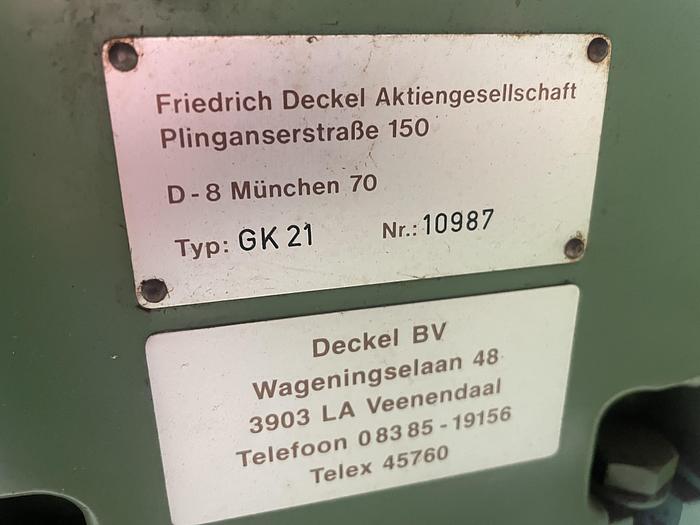 Friedrich Deckel Aktiengesellschaft
Plinganserstraße 150
D-8 München 70
Typ: GK 21 Nr.: 10987
Deckel BV
Wageningselaan 48
3903 LA Veenendaal
Telefoon 08385-19156
Telex 45760